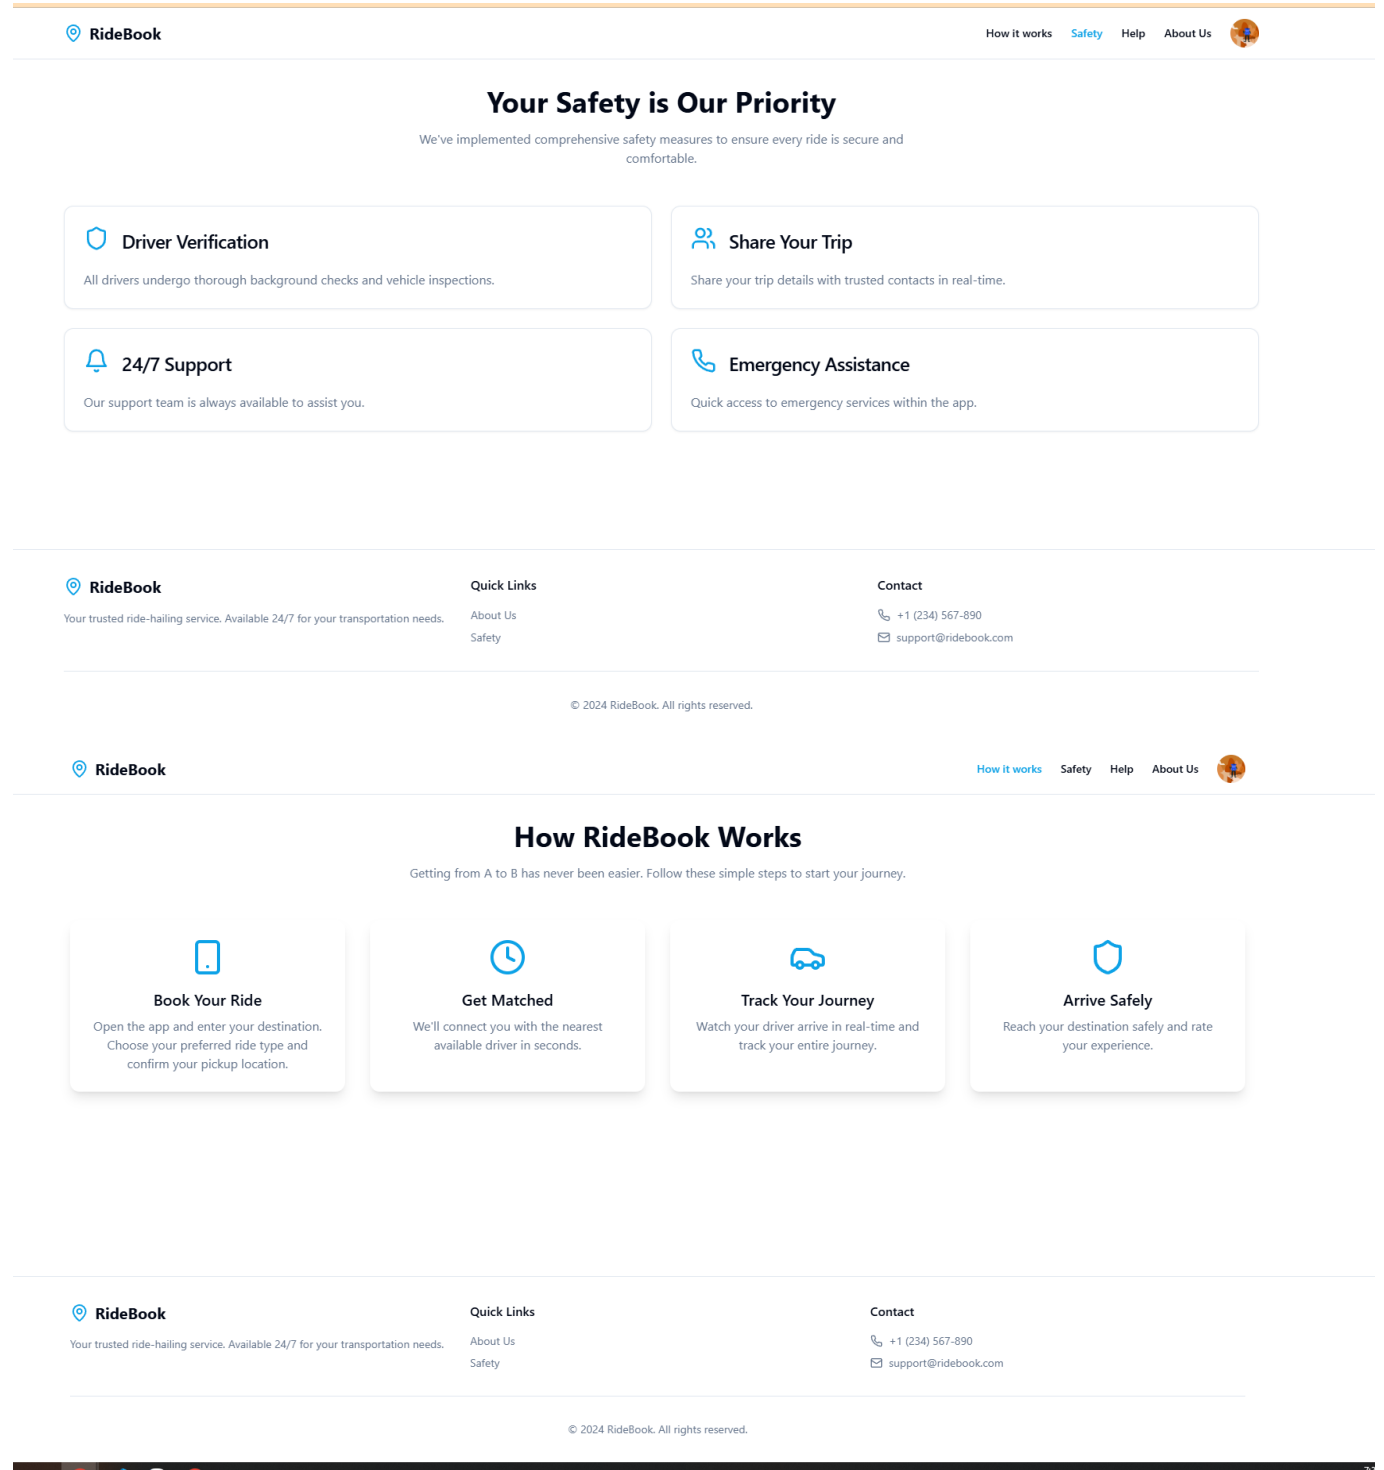 RideBook
How it works Safety Help About Us
Your Safety is Our Priority
We've implemented comprehensive safety measures to ensure every ride is secure and
comfortable.
Driver Verification
All drivers undergo thorough background checks and vehicle inspections.
Share Your Trip
Share your trip details with trusted contacts in real-time.
24/7 Support
Our support team is always available to assist you.
Emergency Assistance
Quick access to emergency services within the app.
RideBook
Your trusted ride-hailing service. Available 24/7 for your transportation needs.
Quick Links
About Us
Safety
Contact
+1 (234) 567-890
support@ridebook.com
© 2024 RideBook. All rights reserved.
RideBook
How it works Safety Help About Us
How RideBook Works
Getting from A to B has never been easier. Follow these simple steps to start your journey.
Book Your Ride
Open the app and enter your destination.
Choose your preferred ride type and
confirm your pickup location.
Get Matched
We'll connect you with the nearest
available driver in seconds.
Track Your Journey
Watch your driver arrive in real-time and
track your entire journey.
Arrive Safely
Reach your destination safely and rate
your experience.
RideBook
Your trusted ride-hailing service. Available 24/7 for your transportation needs.
Quick Links
About Us
Safety
Contact
+1 (234) 567-890
support@ridebook.com
© 2024 RideBook. All rights reserved.